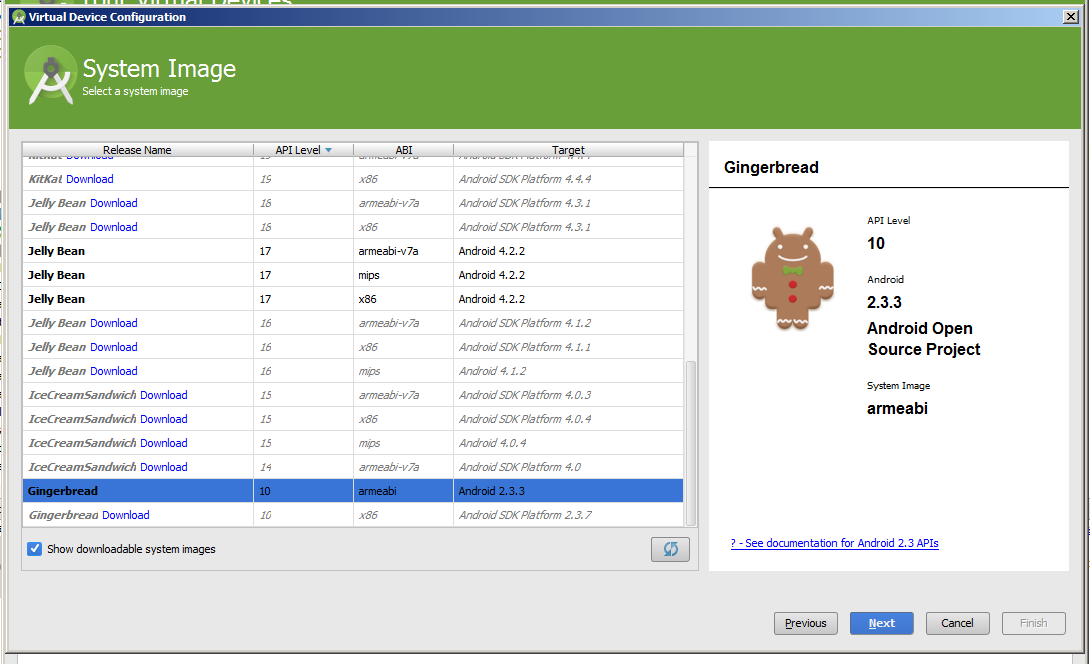 Your Virtual Devices
Virtual Device Configuration
System Image
Select a system image
Release Name API Level ABI Target
KitKat Download 19 armeabi-v7a Android SDK Platform 4.4.4
KitKat Download 19 x86 Android SDK Platform 4.4.4
Jelly Bean Download 18 armeabi-v7a Android SDK Platform 4.3.1
Jelly Bean Download 18 x86 Android SDK Platform 4.3.1
Jelly Bean 17 armeabi-v7a Android 4.2.2
Jelly Bean 17 mips Android 4.2.2
Jelly Bean 17 x86 Android 4.2.2
Jelly Bean Download 16 armeabi-v7a Android SDK Platform 4.1.2
Jelly Bean Download 16 x86 Android SDK Platform 4.1.1
Jelly Bean Download 16 mips Android 4.1.2
IceCreamSandwich Download 15 armeabi-v7a Android SDK Platform 4.0.3
IceCreamSandwich Download 15 x86 Android SDK Platform 4.0.4
IceCreamSandwich Download 15 mips Android 4.0.4
IceCreamSandwich Download 14 armeabi-v7a Android SDK Platform 4.0
Gingerbread 10 armeabi Android 2.3.3
Gingerbread Download 10 x86 Android SDK Platform 2.3.7
Show downloadable system images
Gingerbread
API Level
10
Android
2.3.3
Android Open
Source Project
System Image
armeabi
? - See documentation for Android 2.3 APIs
Previous Next Cancel Finish